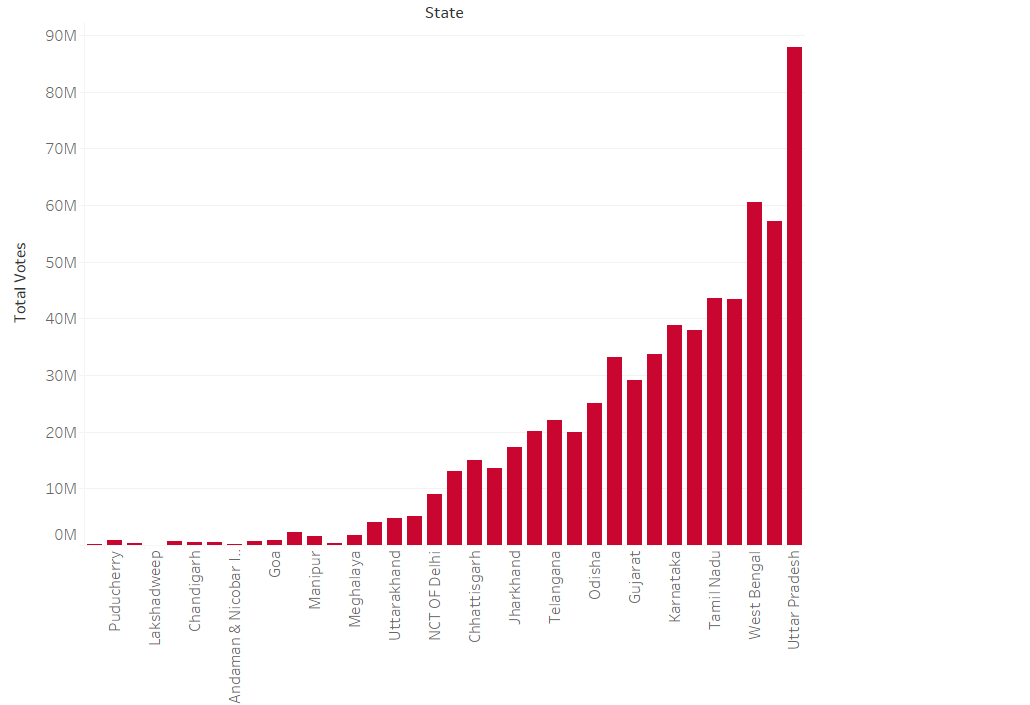 State
90M
80M
70M
60M
50M
40M
30M
20M
10M
0M
Total Votes
Puducherry
Lakshadweep
Chandigarh
Andaman & Nicobar I..
Goa
Manipur
Meghalaya
Uttarakhand
NCT OF Delhi
Chhattisgarh
Jharkhand
Telangana
Odisha
Gujarat
Karnataka
Tamil Nadu
West Bengal
Uttar Pradesh